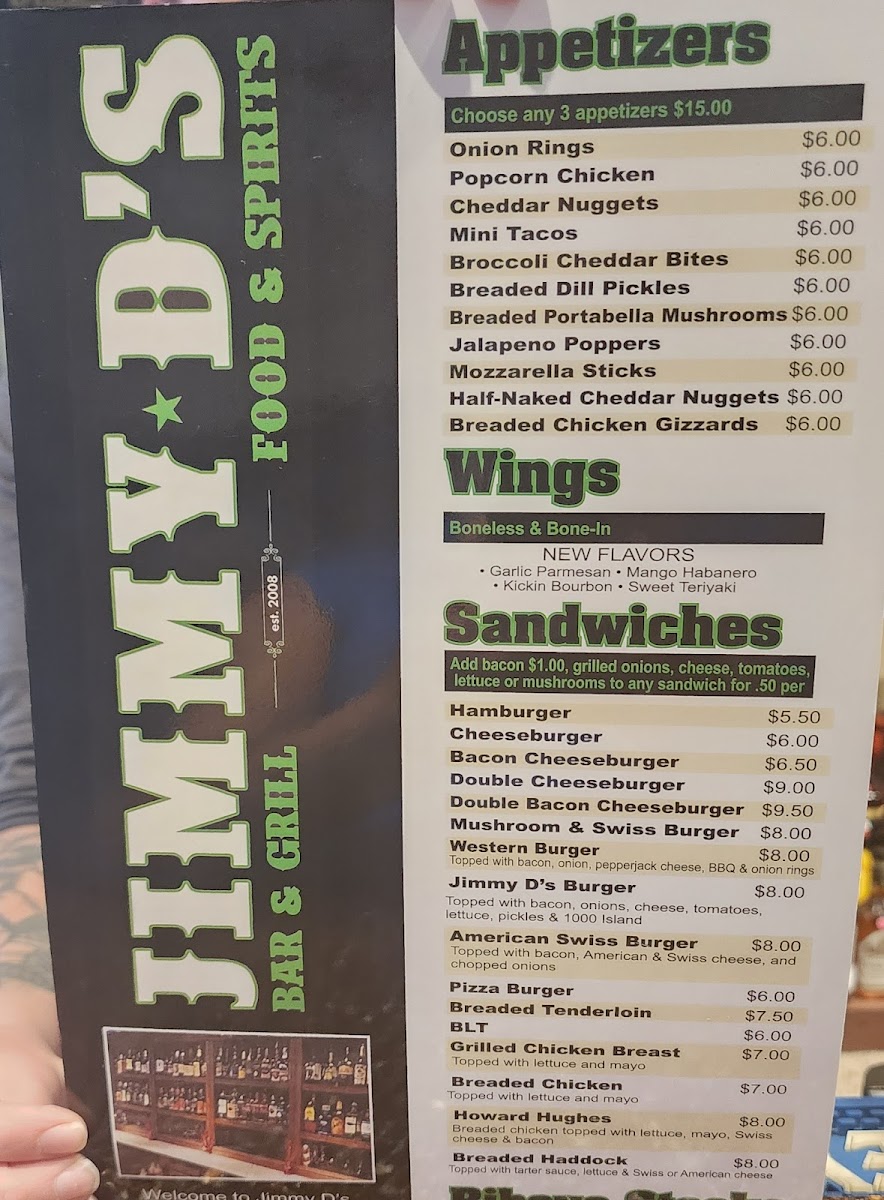 JIMMY D'S
BAR & GRILL
est. 2008
FOOD & SPIRITS
Welcome to Jimmy D's
Appetizers
Choose any 3 appetizers $15.00
Onion Rings $6.00
Popcorn Chicken $6.00
Cheddar Nuggets $6.00
Mini Tacos $6.00
Broccoli Cheddar Bites $6.00
Breaded Dill Pickles $6.00
Breaded Portabella Mushrooms $6.00
Jalapeno Poppers $6.00
Mozzarella Sticks $6.00
Half-Naked Cheddar Nuggets $6.00
Breaded Chicken Gizzards $6.00
Wings
Boneless & Bone-In
NEW FLAVORS
• Garlic Parmesan • Mango Habanero
• Kickin Bourbon • Sweet Teriyaki
Sandwiches
Add bacon $1.00, grilled onions, cheese, tomatoes,
lettuce or mushrooms to any sandwich for .50 per
Hamburger $5.50
Cheeseburger $6.00
Bacon Cheeseburger $6.50
Double Cheeseburger $9.00
Double Bacon Cheeseburger $9.50
Mushroom & Swiss Burger $8.00
Western Burger $8.00
Topped with bacon, onion, pepperjack cheese, BBQ & onion rings
Jimmy D's Burger $8.00
Topped with bacon, onions, cheese, tomatoes,
lettuce, pickles & 1000 Island
American Swiss Burger $8.00
Topped with bacon, American & Swiss cheese, and
chopped onions
Pizza Burger $6.00
Breaded Tenderloin $7.50
BLT $6.00
Grilled Chicken Breast $7.00
Topped with lettuce and mayo
Breaded Chicken $7.00
Topped with lettuce and mayo
Howard Hughes $8.00
Breaded chicken topped with lettuce, mayo, Swiss
cheese & bacon
Breaded Haddock $8.00
Topped with tarter sauce, lettuce & Swiss or American cheese